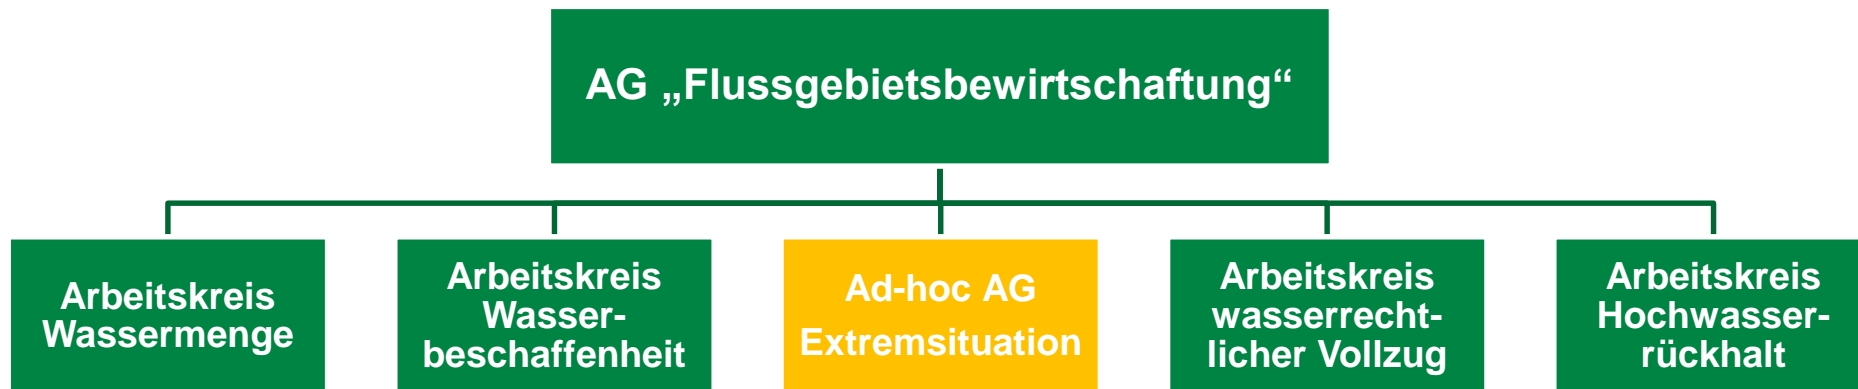 AG „Flussgebietsbewirtschaftung“
Arbeitskreis
Wassermenge
Arbeitskreis
Wasser-
beschaffenheit
Ad-hoc AG
Extremsituation
Arbeitskreis
wasserrecht-
licher Vollzug
Arbeitskreis
Hochwasser-
rückhalt